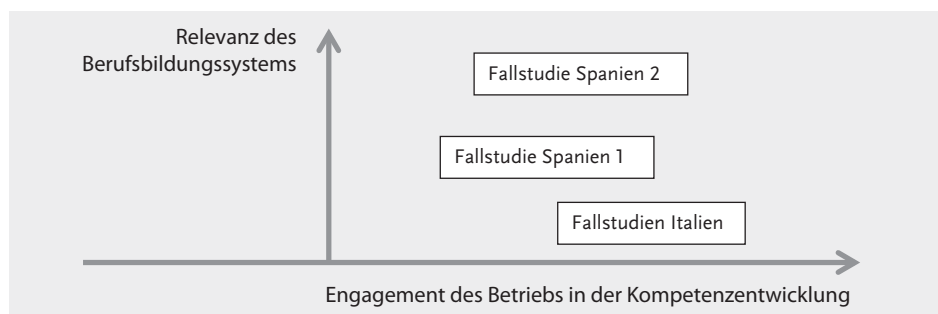 Relevanz des
Berufsbildungssystems
Fallstudie Spanien 2
Fallstudie Spanien 1
Fallstudien Italien
Engagement des Betriebs in der Kompetenzentwicklung